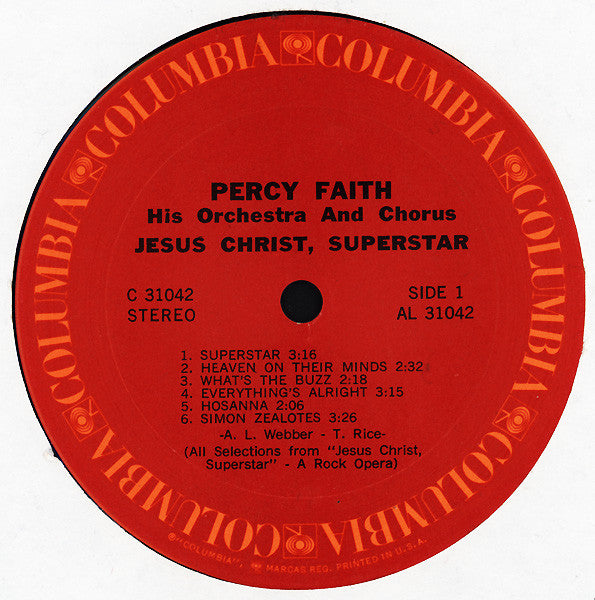 COLUMBIA COLUMBIA COLUMBIA COLUMBIA COLUMBIA COLUMBIA
PERCY FAITH
His Orchestra And Chorus
JESUS CHRIST, SUPERSTAR
C 31042
STEREO
SIDE 1
AL 31042
1. SUPERSTAR 3:16
2. HEAVEN ON THEIR MINDS 2:32
3. WHAT'S THE BUZZ 2:18
4. EVERYTHING'S ALRIGHT 3:15
5. HOSANNA 2:06
6. SIMON ZEALOTES 3:26
-A. L. Webber - T. Rice-
(All Selections from "Jesus Christ,
Superstar" - A Rock Opera)
℗"COLUMBIA", MARCAS REG. PRINTED IN U.S.A.